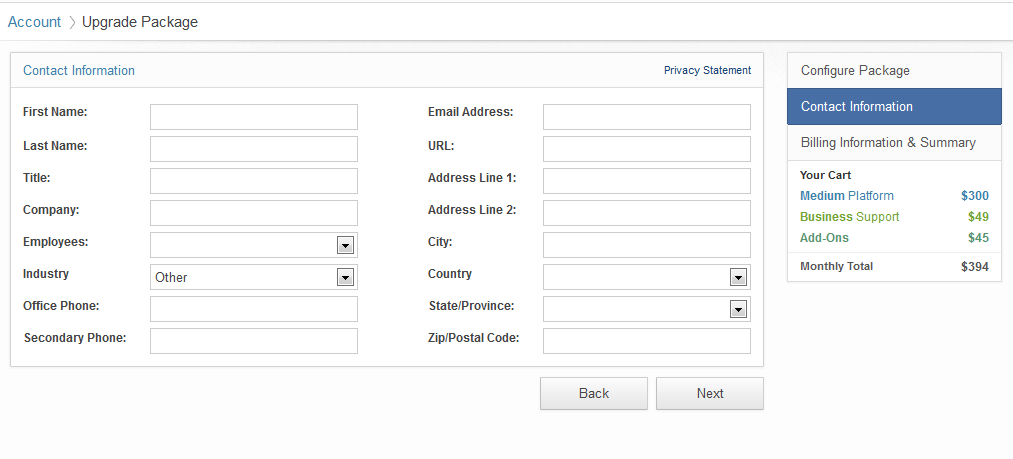 Account > Upgrade Package
Contact Information
Privacy Statement
First Name:
Last Name:
Title:
Company:
Employees:
Industry
Other
Office Phone:
Secondary Phone:
Email Address:
URL:
Address Line 1:
Address Line 2:
City:
Country
State/Province:
Zip/Postal Code:
Back
Next
Configure Package
Contact Information
Billing Information & Summary
Your Cart
Medium Platform $300
Business Support $49
Add-Ons $45
Monthly Total $394